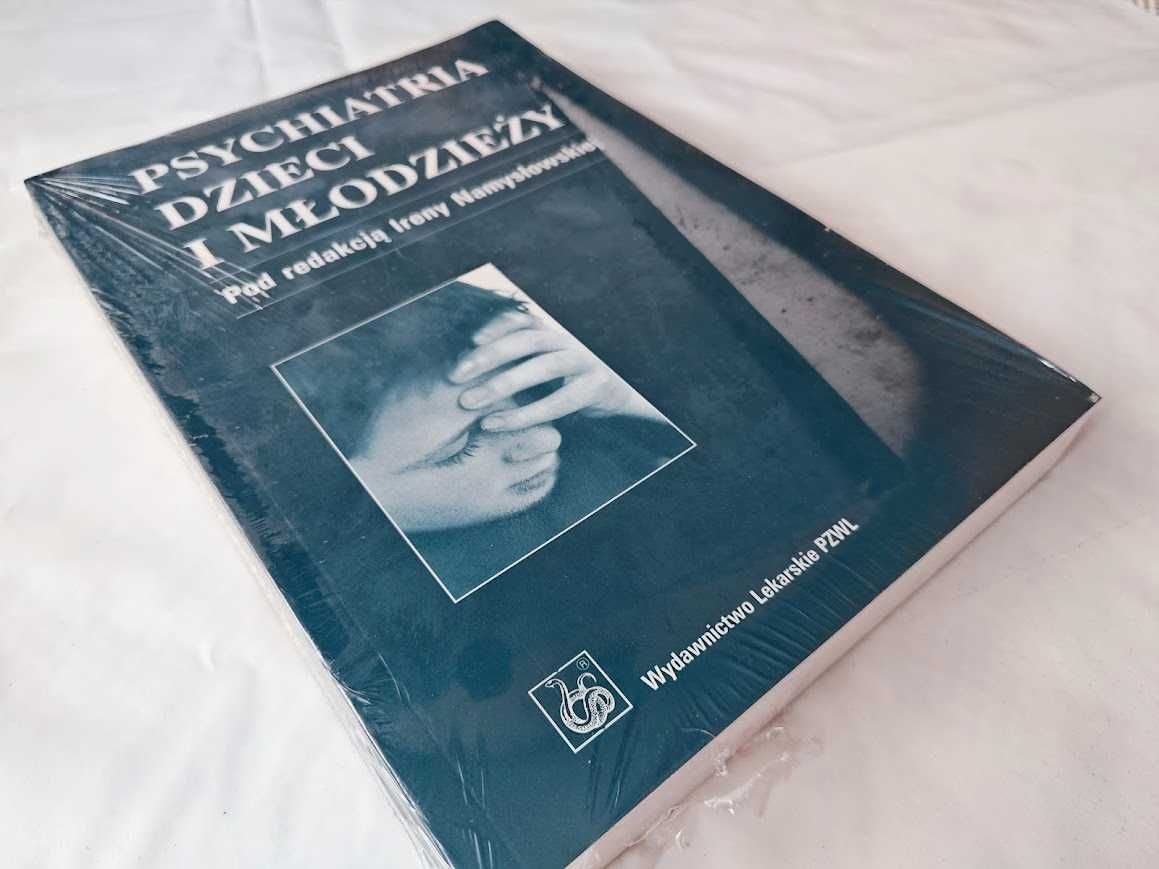 PSYCHIATRIA
DZIECI
I MŁODZIEŻY
Pod redakcją Ireny Namysłowskiej
Wydawnictwo Lekarskie PZWL
®